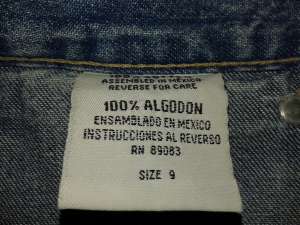 ASSEMBLED IN MEXICO
REVERSE FOR CARE
100% ALGODON
ENSAMBLADO EN MEXICO
INSTRUCCIONES AL REVERSO
RN 89083
SIZE 9